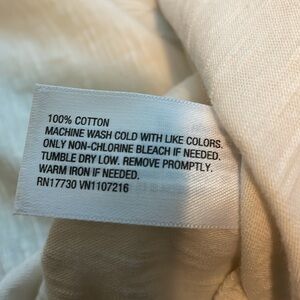 100% COTTON
MACHINE WASH COLD WITH LIKE COLORS.
ONLY NON-CHLORINE BLEACH IF NEEDED.
TUMBLE DRY LOW. REMOVE PROMPTLY.
WARM IRON IF NEEDED.
RN17730 VN1107216